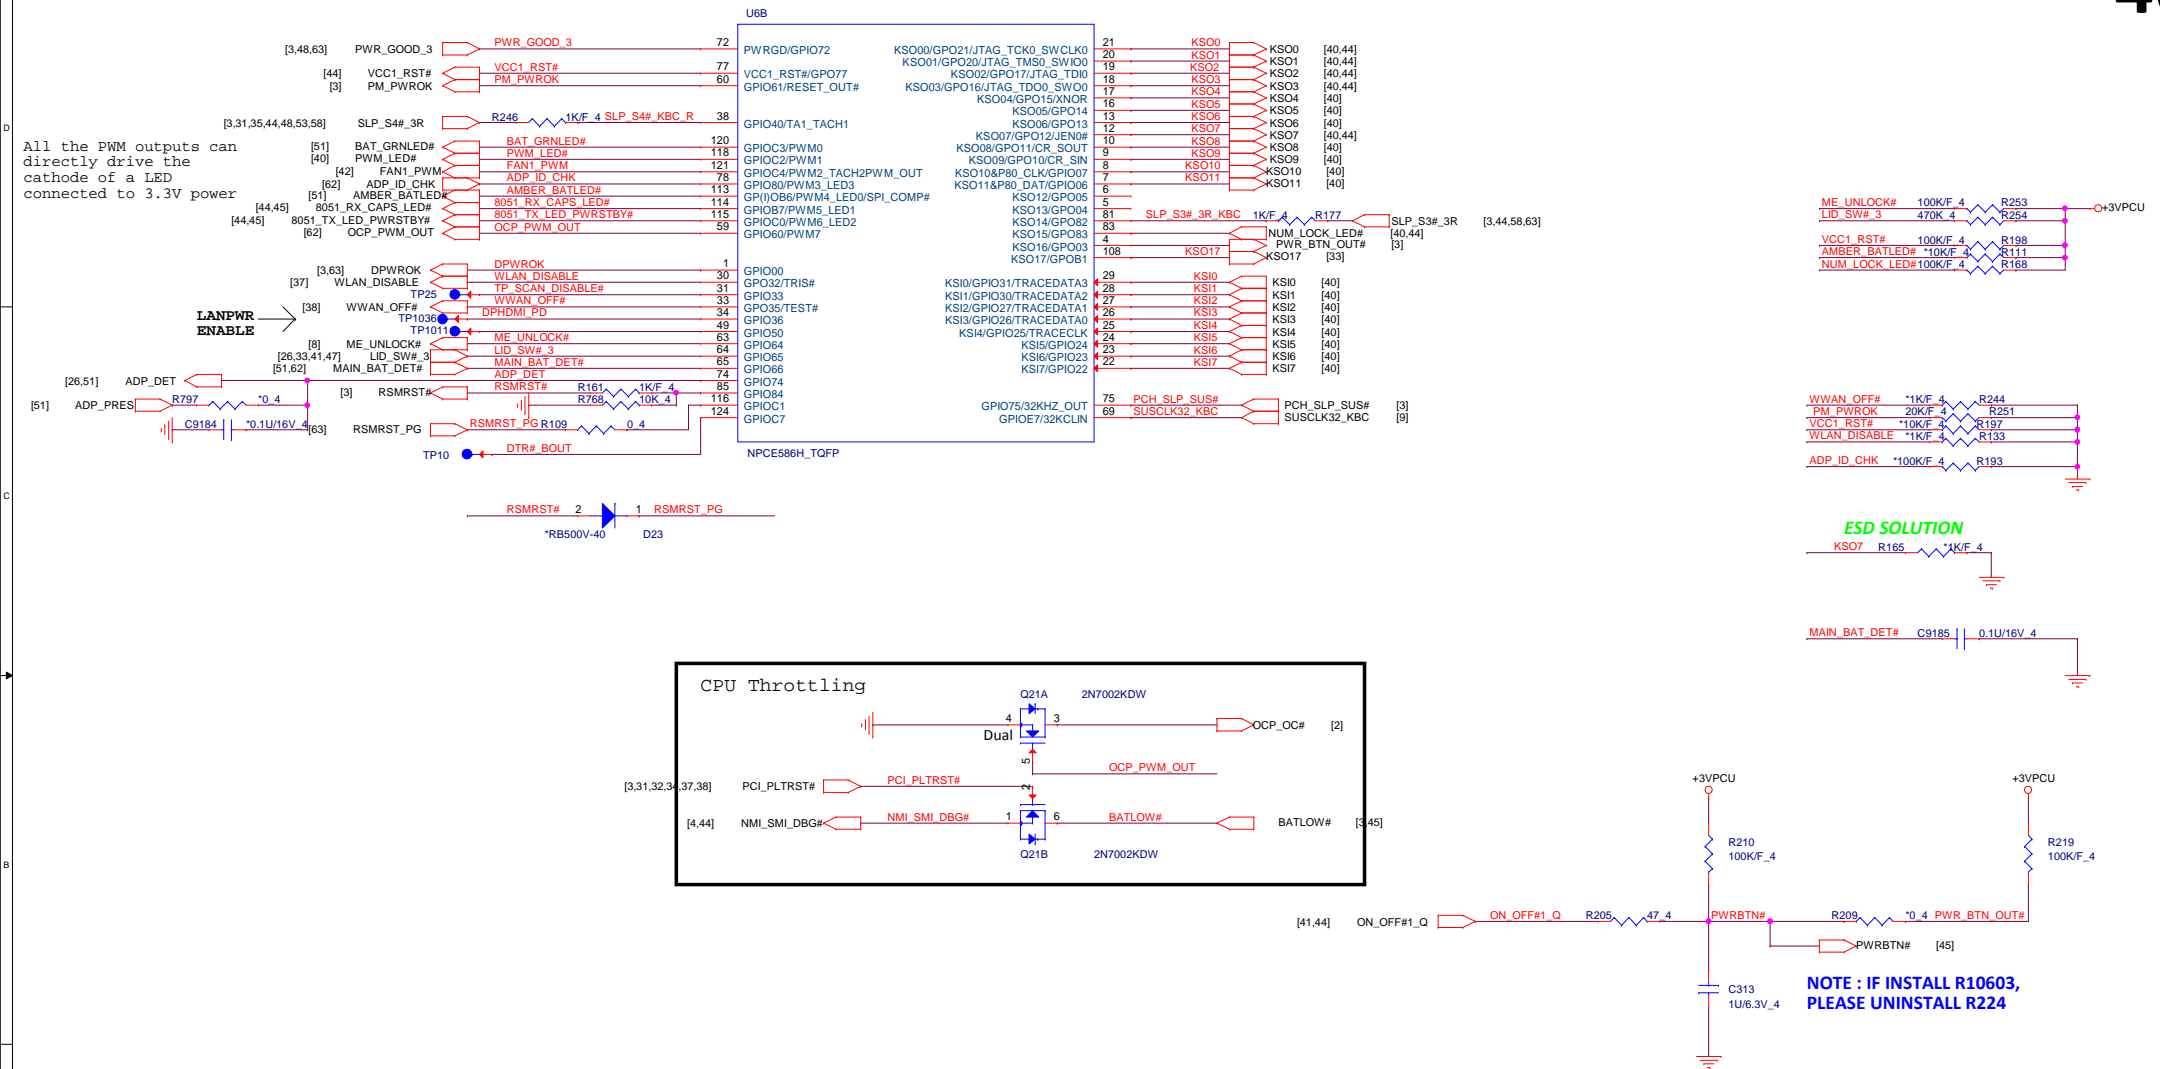 U6B
[3,48,63] PWR_GOOD_3 PWR_GOOD_3 72 PWRGD/GPIO72
[44] VCC1_RST# VCC1_RST# 77 VCC1_RST#/GPO77
[3] PM_PWROK PM_PWROK 60 GPIO61/RESET_OUT#
[3,31,35,44,48,53,58] SLP_S4#_3R R246 1K/F_4 SLP_S4#_KBC_R 38 GPIO40/TA1_TACH1
All the PWM outputs can
directly drive the
cathode of a LED
connected to 3.3V power
[51] BAT_GRNLED# BAT_GRNLED# 120 GPIOC3/PWM0
[40] PWM_LED# PWM_LED# 118 GPIOC2/PWM1
[42] FAN1_PWM FAN1_PWM 121 GPIOC4/PWM2_TACH2PWM_OUT
[62] ADP_ID_CHK ADP_ID_CHK 78 GPIO80/PWM3_LED3
[51] AMBER_BATLED# AMBER_BATLED# 113 GP(I)OB6/PWM4_LED0/SPI_COMP#
[44,45] 8051_RX_CAPS_LED# 8051_RX_CAPS_LED# 114 GPIOB7/PWM5_LED1
[44,45] 8051_TX_LED_PWRSTBY# 8051_TX_LED_PWRSTBY# 115 GPIOC0/PWM6_LED2
[62] OCP_PWM_OUT OCP_PWM_OUT 59 GPIO60/PWM7
[3,63] DPWROK DPWROK 1 GPIO00
[37] WLAN_DISABLE WLAN_DISABLE 30 GPO32/TRIS#
TP25 TP_SCAN_DISABLE# 31 GPIO33
[38] WWAN_OFF# WWAN_OFF# 33 GPO35/TEST#
LANPWR
ENABLE
TP1036 DPHDMI_PD 34 GPIO36
TP1011 49 GPIO50
[8] ME_UNLOCK# ME_UNLOCK# 63 GPIO64
[26,33,41,47] LID_SW#_3 LID_SW#_3 64 GPIO65
[51,62] MAIN_BAT_DET# MAIN_BAT_DET# 65 GPIO66
[26,51] ADP_DET ADP_DET 74 GPIO74
[3] RSMRST# RSMRST# R161 1K/F_4 85 GPIO84
[51] ADP_PRES R797 *0_4 R768 10K_4 116 GPIOC1
C9184 *0.1U/16V_4 [63] RSMRST_PG RSMRST_PG R109 0_4 124 GPIOC7
TP10 DTR#_BOUT
NPCE586H_TQFP
KSO00/GPO21/JTAG_TCK0_SWCLK0 21 KSO0 KSO0 [40,44]
KSO01/GPO20/JTAG_TMS0_SWIO0 20 KSO1 KSO1 [40,44]
KSO02/GPO17/JTAG_TDI0 19 KSO2 KSO2 [40,44]
KSO03/GPO16/JTAG_TDO0_SWO0 18 KSO3 KSO3 [40,44]
KSO04/GPO15/XNOR 17 KSO4 KSO4 [40]
KSO05/GPO14 16 KSO5 KSO5 [40]
KSO06/GPO13 13 KSO6 KSO6 [40]
KSO07/GPO12/JEN0# 12 KSO7 KSO7 [40,44]
KSO08/GPO11/CR_SOUT 10 KSO8 KSO8 [40]
KSO09/GPO10/CR_SIN 9 KSO9 KSO9 [40]
KSO10&P80_CLK/GPIO07 8 KSO10 KSO10 [40]
KSO11&P80_DAT/GPIO06 7 KSO11 KSO11 [40]
KSO12/GPO05 6
KSO13/GPO04 5
KSO14/GPO82 81 SLP_S3#_3R_KBC 1K/F_4 R177 SLP_S3#_3R [3,44,58,63]
KSO15/GPO83 83 NUM_LOCK_LED# [40,44]
KSO16/GPO03 4 PWR_BTN_OUT# [3]
KSO17/GPOB1 108 KSO17 KSO17 [33]
KSI0/GPIO31/TRACEDATA3 29 KSI0 KSI0 [40]
KSI1/GPIO30/TRACEDATA2 28 KSI1 KSI1 [40]
KSI2/GPIO27/TRACEDATA1 27 KSI2 KSI2 [40]
KSI3/GPIO26/TRACEDATA0 26 KSI3 KSI3 [40]
KSI4/GPIO25/TRACECLK 25 KSI4 KSI4 [40]
KSI5/GPIO24 24 KSI5 KSI5 [40]
KSI6/GPIO23 23 KSI6 KSI6 [40]
KSI7/GPIO22 22 KSI7 KSI7 [40]
GPIO75/32KHZ_OUT 75 PCH_SLP_SUS# PCH_SLP_SUS# [3]
GPIOE7/32KCLIN 69 SUSCLK32_KBC SUSCLK32_KBC [9]
ME_UNLOCK# 100K/F_4 R253 +3VPCU
LID_SW#_3 470K_4 R254
VCC1_RST# 100K/F_4 R198
AMBER_BATLED# *10K/F_4 R111
NUM_LOCK_LED# 100K/F_4 R168
WWAN_OFF# *1K/F_4 R244
PM_PWROK 20K/F_4 R251
VCC1_RST# *10K/F_4 R197
WLAN_DISABLE *1K/F_4 R133
ADP_ID_CHK *100K/F_4 R193
D
C
B
RSMRST# 2 1 RSMRST_PG
*RB500V-40 D23
ESD SOLUTION
KSO7 R165 *1K/F_4
MAIN_BAT_DET# C9185 0.1U/16V_4
CPU Throttling
Q21A 2N7002KDW
4 3 OCP_OC# [2]
Dual
5
OCP_PWM_OUT
[3,31,32,34,37,38] PCI_PLTRST# PCI_PLTRST# 2
[4,44] NMI_SMI_DBG# NMI_SMI_DBG# 1 6 BATLOW# BATLOW# [3,45]
Q21B 2N7002KDW
+3VPCU +3VPCU
R210 R219
100K/F_4 100K/F_4
[41,44] ON_OFF#1_Q ON_OFF#1_Q R205 47_4 PWRBTN# R209 *0_4 PWR_BTN_OUT#
PWRBTN# [45]
C313
1U/6.3V_4
NOTE : IF INSTALL R10603,
PLEASE UNINSTALL R224